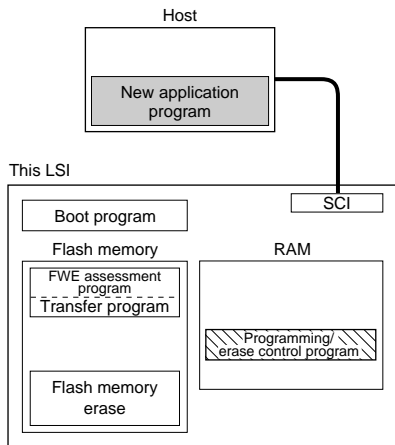 Host
New application
program
This LSI
SCI
Boot program
Flash memory
RAM
FWE assessment
program
Transfer program
Programming/
erase control program
Flash memory
erase